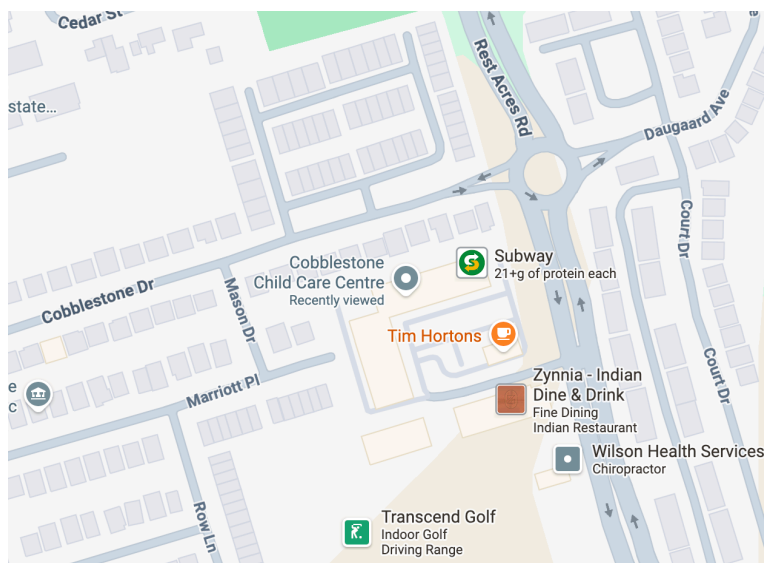 Cedar St
Rest Acres Rd
state...
Daugaard Ave
Court Dr
Cobblestone
Child Care Centre
Recently viewed
Subway
21+g of protein each
Cobblestone Dr
Mason Dr
Tim Hortons
Court Dr
Marriott Pl
Zynnia - Indian
Dine & Drink
Fine Dining
Indian Restaurant
e
c
Wilson Health Services
Chiropractor
Row Ln
Transcend Golf
Indoor Golf
Driving Range